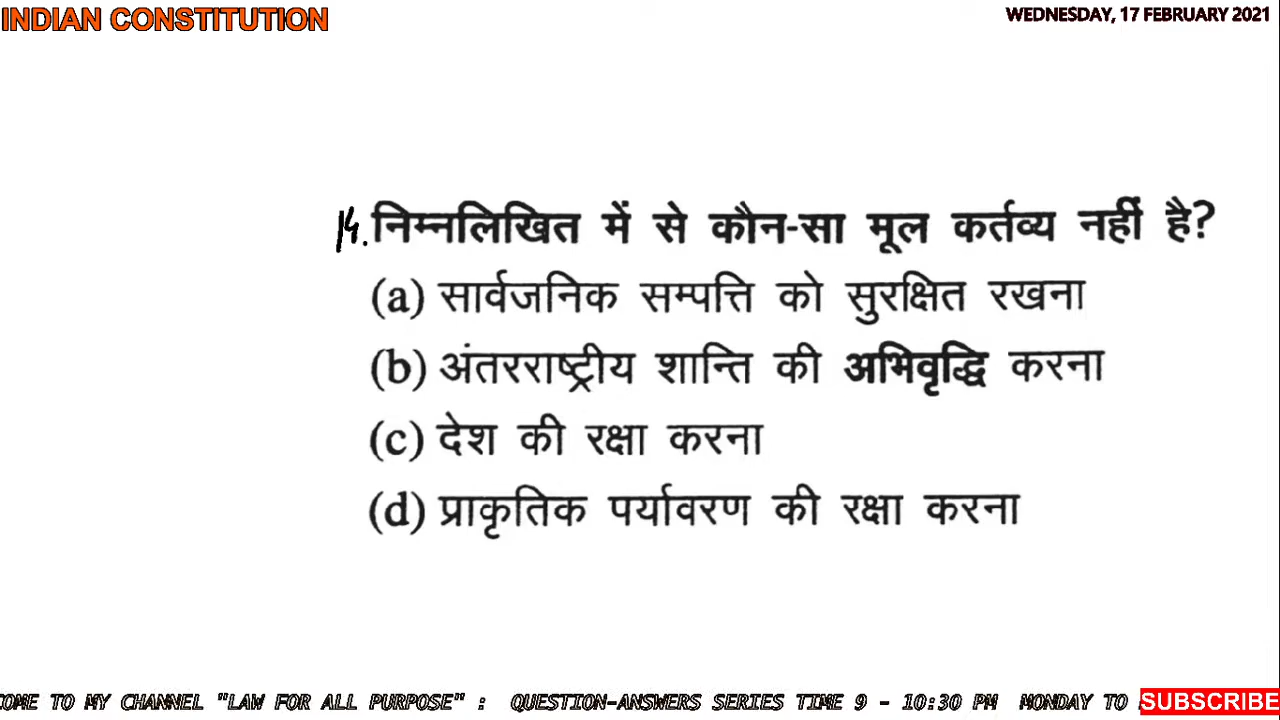 INDIAN CONSTITUTION
WEDNESDAY, 17 FEBRUARY 2021
14. निम्नलिखित में से कौन-सा मूल कर्तव्य नहीं है?
(a) सार्वजनिक सम्पत्ति को सुरक्षित रखना
(b) अंतरराष्ट्रीय शान्ति की अभिवृद्धि करना
(c) देश की रक्षा करना
(d) प्राकृतिक पर्यावरण की रक्षा करना
COME TO MY CHANNEL "LAW FOR ALL PURPOSE" : QUESTION-ANSWERS SERIES TIME 9 - 10:30 PM MONDAY TO
SUBSCRIBE